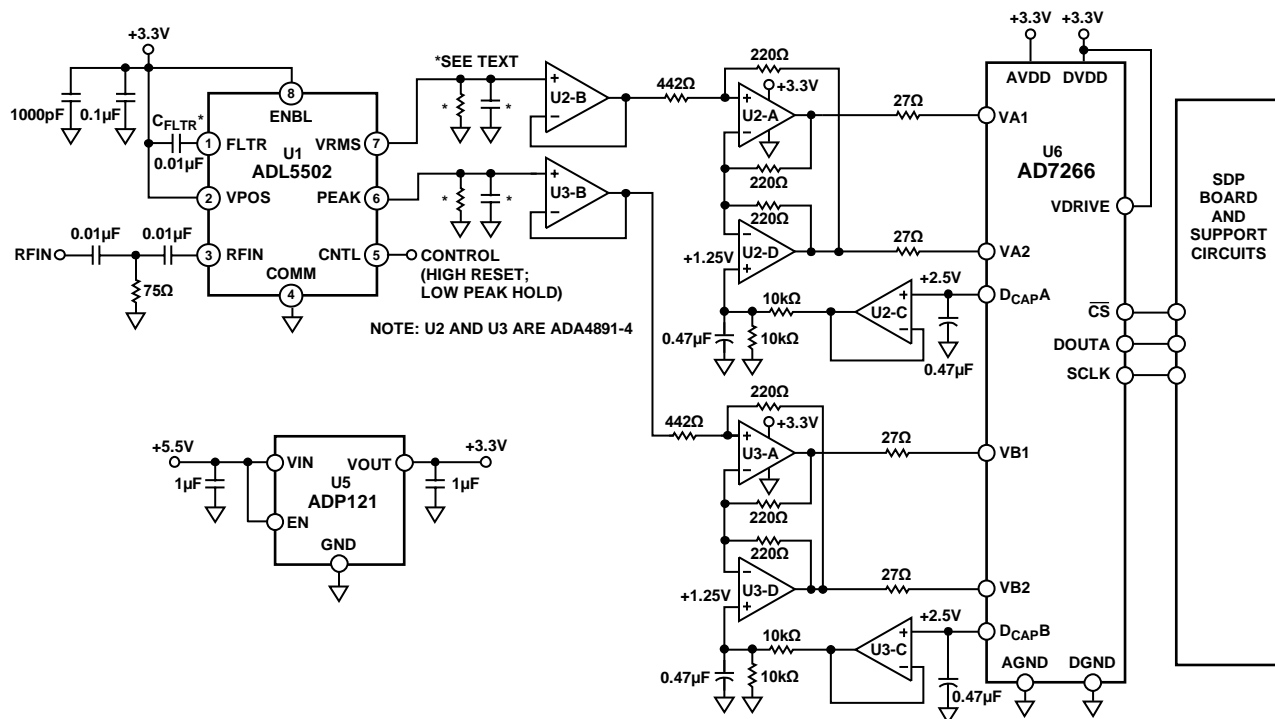 +3.3V
1000pF
0.1µF
CFLTR*
0.01µF
8
ENBL
1
FLTR
U1
ADL5502
VRMS
7
2
VPOS
PEAK
6
RFIN
0.01µF
0.01µF
3
RFIN
CNTL
5
COMM
4
75Ω
CONTROL
(HIGH RESET;
LOW PEAK HOLD)
NOTE: U2 AND U3 ARE ADA4891-4
*SEE TEXT
*
*
+
U2-B
−
*
*
+
U3-B
−
442Ω
220Ω
+
+3.3V
U2-A
−
27Ω
220Ω
220Ω
−
U2-D
+
27Ω
+1.25V
10kΩ
+2.5V
+
U2-C
−
0.47µF
10kΩ
0.47µF
442Ω
220Ω
+
+3.3V
U3-A
−
27Ω
220Ω
220Ω
−
U3-D
+
27Ω
+1.25V
10kΩ
+2.5V
+
U3-C
−
0.47µF
10kΩ
0.47µF
+3.3V
+3.3V
AVDD
DVDD
VA1
U6
AD7266
VDRIVE
VA2
DCAPA
CS
DOUTA
SCLK
VB1
VB2
DCAPB
AGND
DGND
SDP
BOARD
AND
SUPPORT
CIRCUITS
+5.5V
1µF
VIN
VOUT
U5
ADP121
EN
GND
+3.3V
1µF